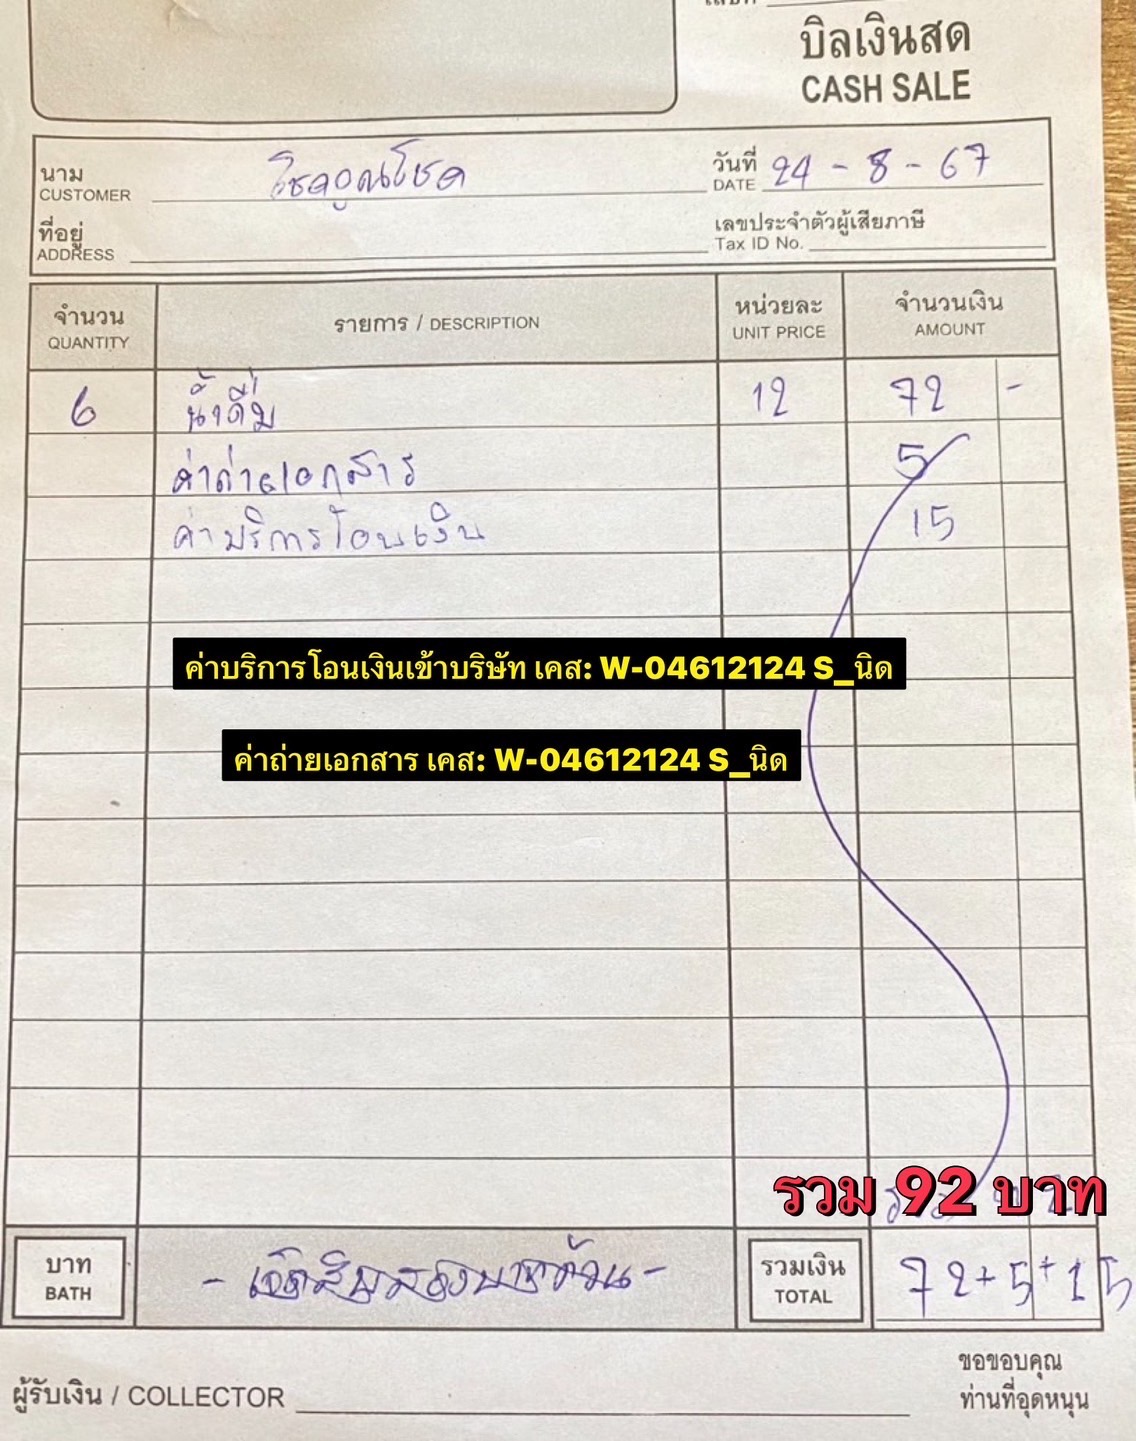 บิลเงินสด
CASH SALE
นาม
CUSTOMER
โชคคูณโชค
วันที่
DATE
24 - 8 - 67
ที่อยู่
ADDRESS
เลขประจำตัวผู้เสียภาษี
Tax ID No.
จำนวน
QUANTITY
รายการ / DESCRIPTION
หน่วยละ
UNIT PRICE
จำนวนเงิน
AMOUNT
6 น้ำดื่ม 12 72 -
ค่าถ่ายเอกสาร 5
ค่าบริการโอนเงิน 15
ค่าบริการโอนเงินเข้าบริษัท เคส: W-04612124 S_นิด
ค่าถ่ายเอกสาร เคส: W-04612124 S_นิด
รวม 92 บาท
บาท
BATH
รวมเงิน
TOTAL
72+5+15
ขอขอบคุณ
ท่านที่อุดหนุน
ผู้รับเงิน / COLLECTOR